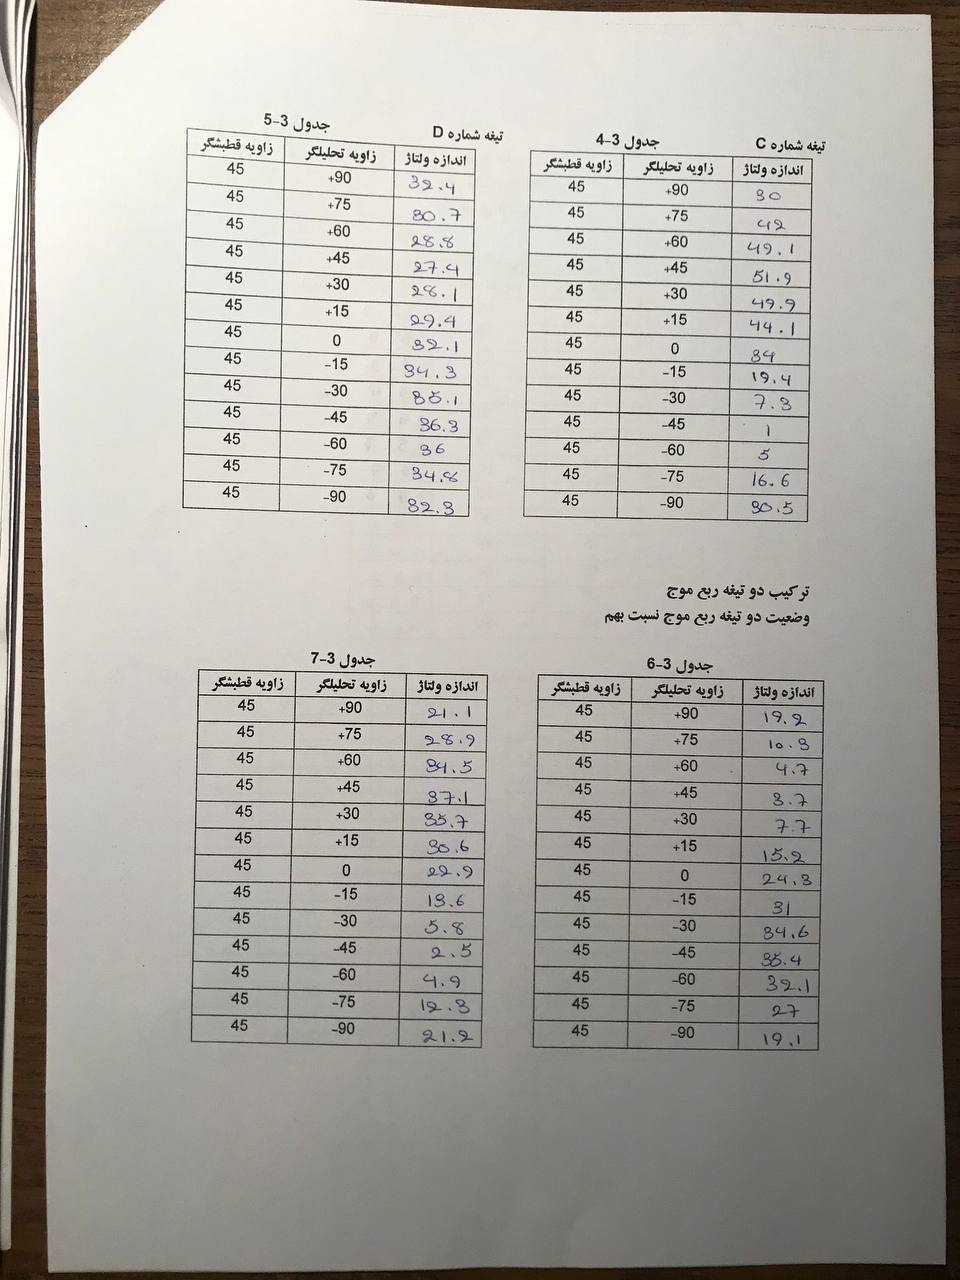 تیغه شماره C جدول 3-4
اندازه ولتاژ زاویه تحلیلگر زاویه قطبشگر
30 +90 45
42 +75 45
49.1 +60 45
51.9 +45 45
49.9 +30 45
44.1 +15 45
34 0 45
19.4 -15 45
7.3 -30 45
1 -45 45
5 -60 45
16.6 -75 45
30.5 -90 45
تیغه شماره D جدول 3-5
اندازه ولتاژ زاویه تحلیلگر زاویه قطبشگر
32.4 +90 45
30.7 +75 45
28.8 +60 45
27.4 +45 45
28.1 +30 45
29.4 +15 45
32.1 0 45
34.3 -15 45
35.1 -30 45
36.3 -45 45
36 -60 45
34.8 -75 45
32.3 -90 45
ترکیب دو تیغه ربع موج
وضعیت دو تیغه ربع موج نسبت بهم
جدول 3-6
اندازه ولتاژ زاویه تحلیلگر زاویه قطبشگر
19.2 +90 45
10.3 +75 45
4.7 +60 45
3.7 +45 45
7.7 +30 45
15.2 +15 45
24.3 0 45
31 -15 45
34.6 -30 45
35.4 -45 45
32.1 -60 45
27 -75 45
19.1 -90 45
جدول 3-7
اندازه ولتاژ زاویه تحلیلگر زاویه قطبشگر
21.1 +90 45
28.9 +75 45
34.5 +60 45
37.1 +45 45
35.7 +30 45
30.6 +15 45
22.9 0 45
13.6 -15 45
5.8 -30 45
2.5 -45 45
4.9 -60 45
12.3 -75 45
21.2 -90 45